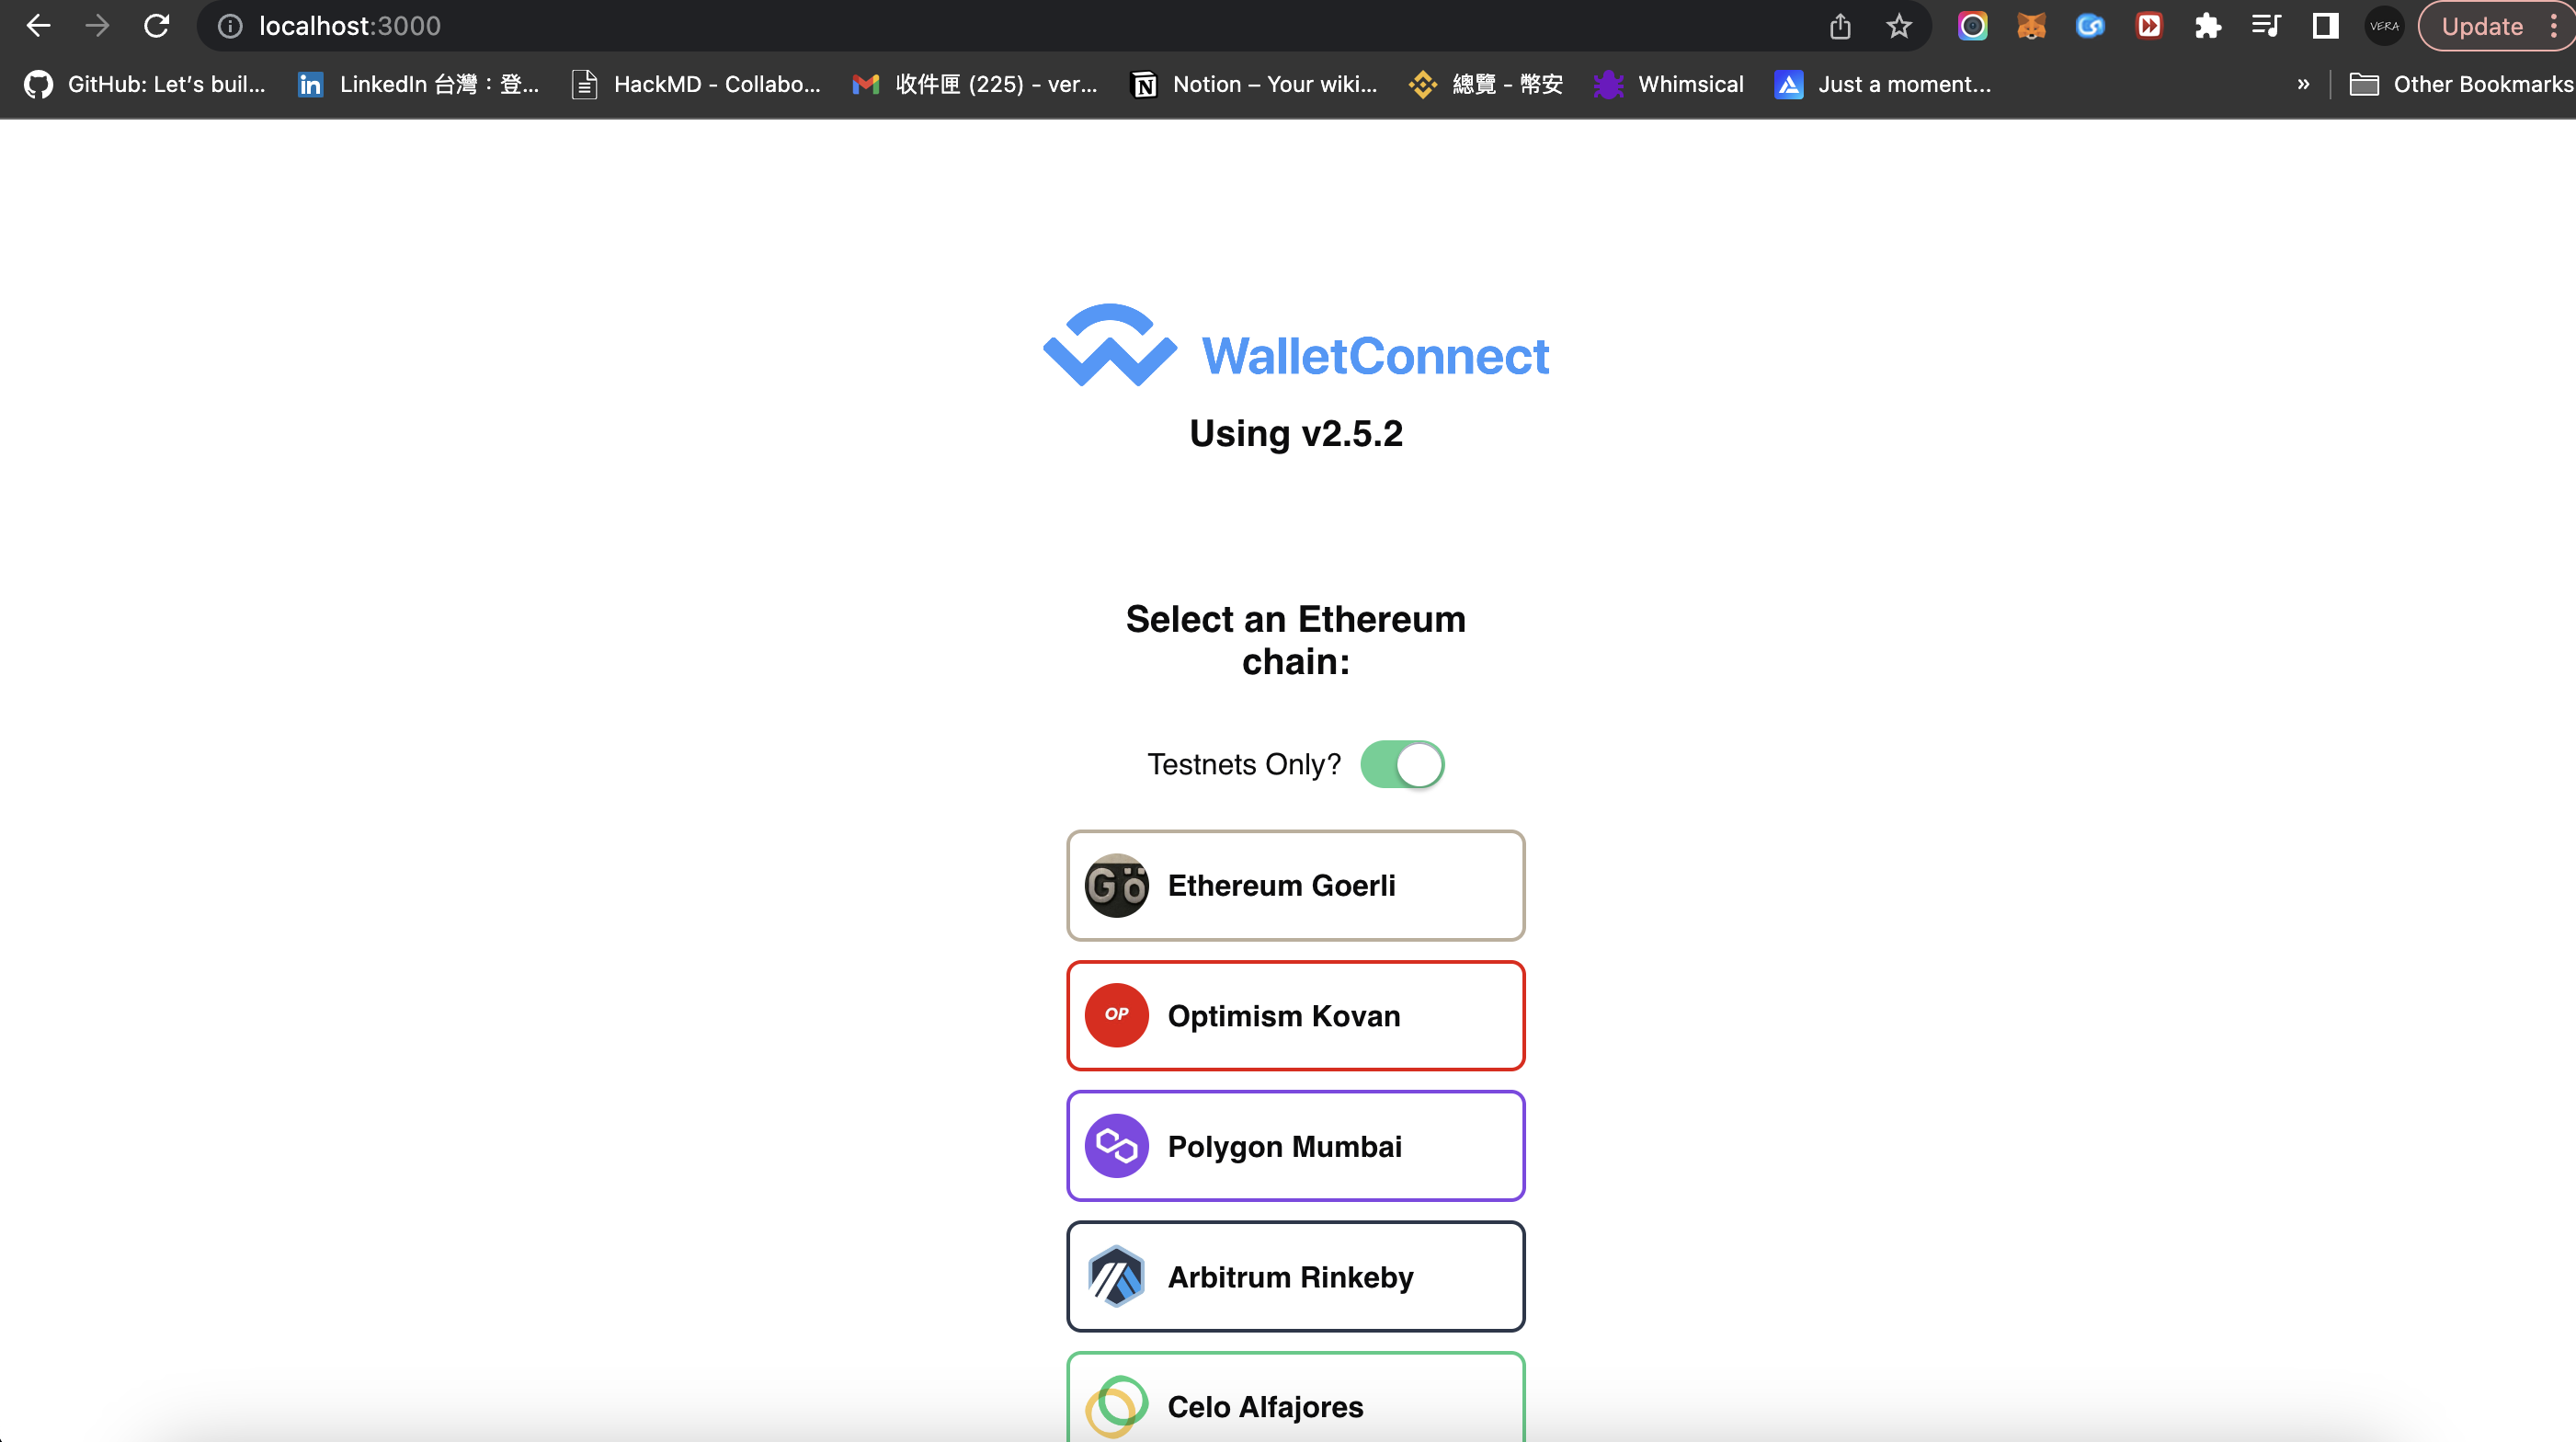 localhost:3000
VERA
Update
GitHub: Let's buil...
LinkedIn 台灣：登...
HackMD - Collabo...
收件匣 (225) - ver...
Notion – Your wiki...
總覽 - 幣安
Whimsical
Just a moment...
»
Other Bookmarks
WalletConnect
Using v2.5.2
Select an Ethereum
chain:
Testnets Only?
Gö
Ethereum Goerli
OP
Optimism Kovan
Polygon Mumbai
Arbitrum Rinkeby
Celo Alfajores